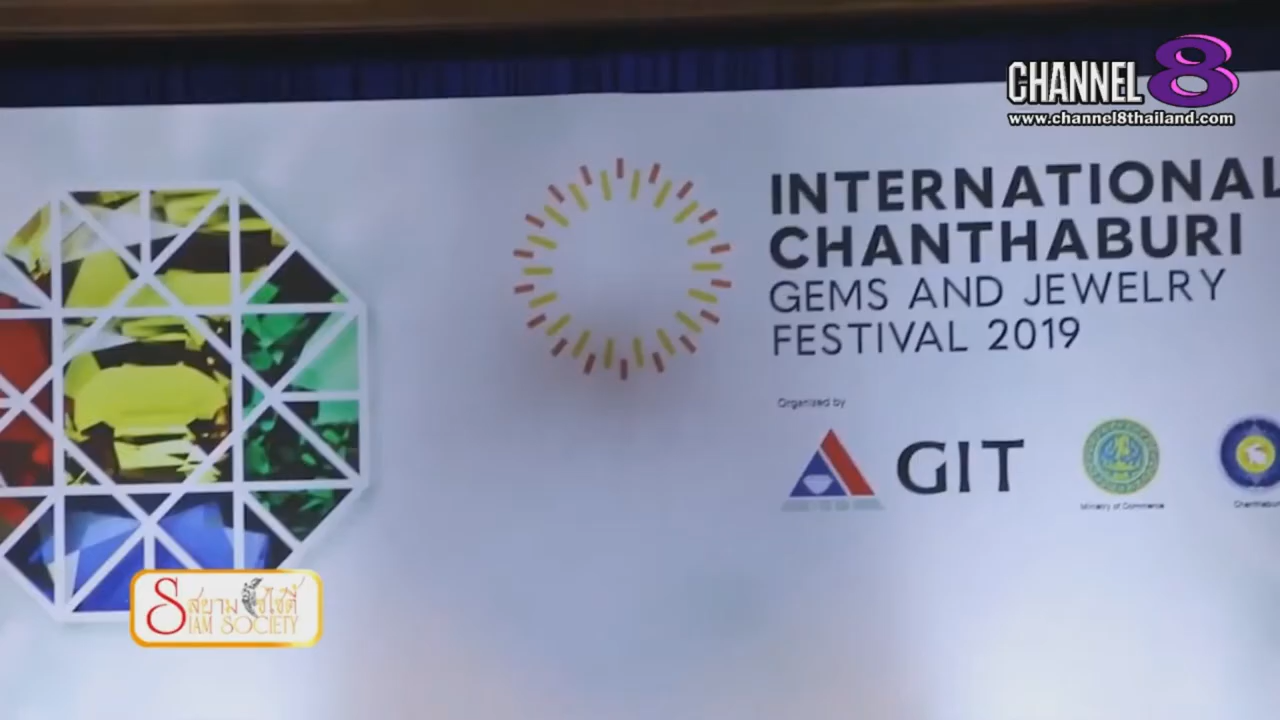 CHANNEL 8
www.channel8thailand.com
INTERNATIONAL
CHANTHABURI
GEMS AND JEWELRY
FESTIVAL 2019
Organized by
GIT
Ministry of Commerce
สยามโซไซตี้
SIAM SOCIETY